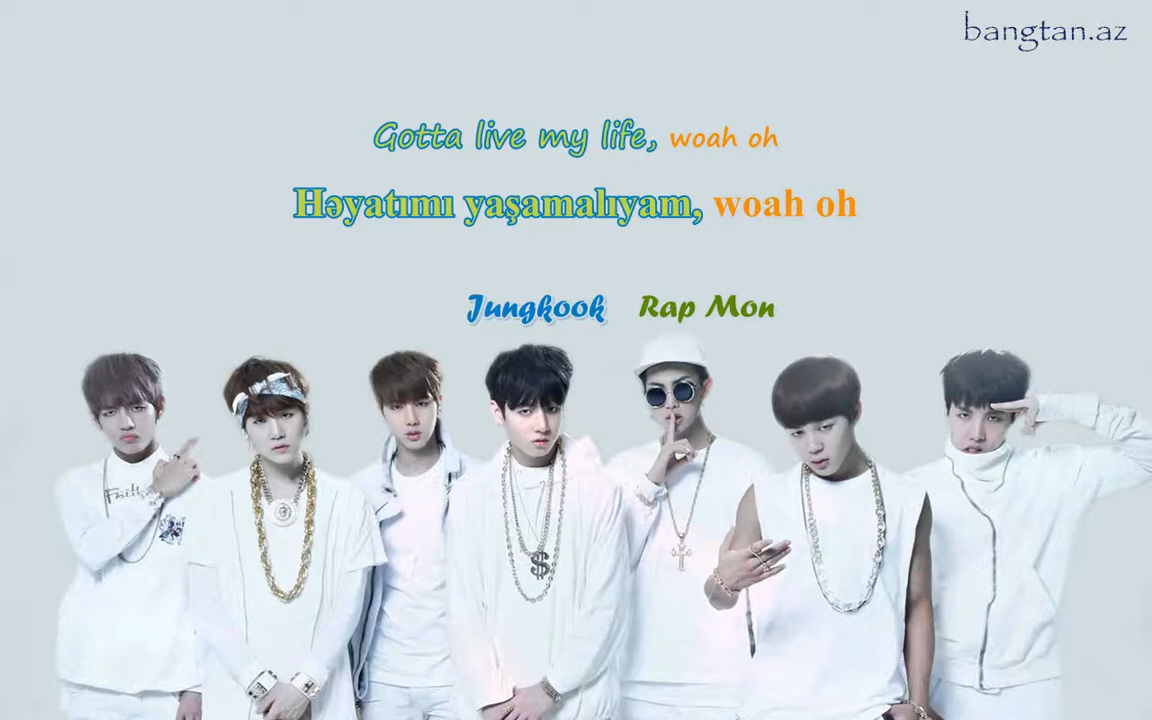 bangtan.az
Gotta live my life, woah oh
Həyatımı yaşamalıyam, woah oh
Jungkook Rap Mon